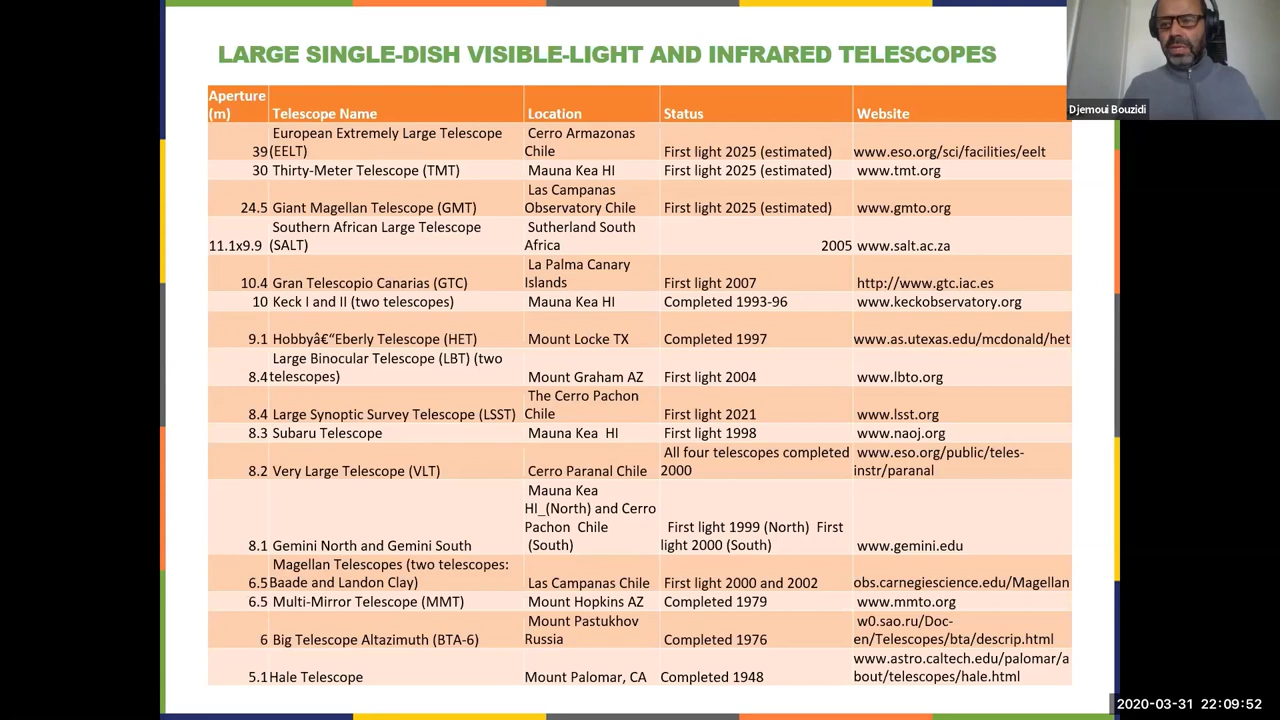 LARGE SINGLE-DISH VISIBLE-LIGHT AND INFRARED TELESCOPES
Djemoui Bouzidi
Aperture (m) Telescope Name Location Status Website
39 European Extremely Large Telescope (EELT) Cerro Armazonas Chile First light 2025 (estimated) www.eso.org/sci/facilities/eelt
30 Thirty-Meter Telescope (TMT) Mauna Kea HI First light 2025 (estimated) www.tmt.org
24.5 Giant Magellan Telescope (GMT) Las Campanas Observatory Chile First light 2025 (estimated) www.gmto.org
11.1x9.9 Southern African Large Telescope (SALT) Sutherland South Africa 2005 www.salt.ac.za
10.4 Gran Telescopio Canarias (GTC) La Palma Canary Islands First light 2007 http://www.gtc.iac.es
10 Keck I and II (two telescopes) Mauna Kea HI Completed 1993-96 www.keckobservatory.org
9.1 Hobbyâ€“Eberly Telescope (HET) Mount Locke TX Completed 1997 www.as.utexas.edu/mcdonald/het
8.4 Large Binocular Telescope (LBT) (two telescopes) Mount Graham AZ First light 2004 www.lbto.org
8.4 Large Synoptic Survey Telescope (LSST) The Cerro Pachon Chile First light 2021 www.lsst.org
8.3 Subaru Telescope Mauna Kea HI First light 1998 www.naoj.org
8.2 Very Large Telescope (VLT) Cerro Paranal Chile All four telescopes completed 2000 www.eso.org/public/teles-instr/paranal
8.1 Gemini North and Gemini South Mauna Kea HI_(North) and Cerro Pachon Chile (South) First light 1999 (North) First light 2000 (South) www.gemini.edu
6.5 Magellan Telescopes (two telescopes: Baade and Landon Clay) Las Campanas Chile First light 2000 and 2002 obs.carnegiescience.edu/Magellan
6.5 Multi-Mirror Telescope (MMT) Mount Hopkins AZ Completed 1979 www.mmto.org
6 Big Telescope Altazimuth (BTA-6) Mount Pastukhov Russia Completed 1976 w0.sao.ru/Doc-en/Telescopes/bta/descrip.html
5.1 Hale Telescope Mount Palomar, CA Completed 1948 www.astro.caltech.edu/palomar/about/telescopes/hale.html
2020-03-31 22:09:52